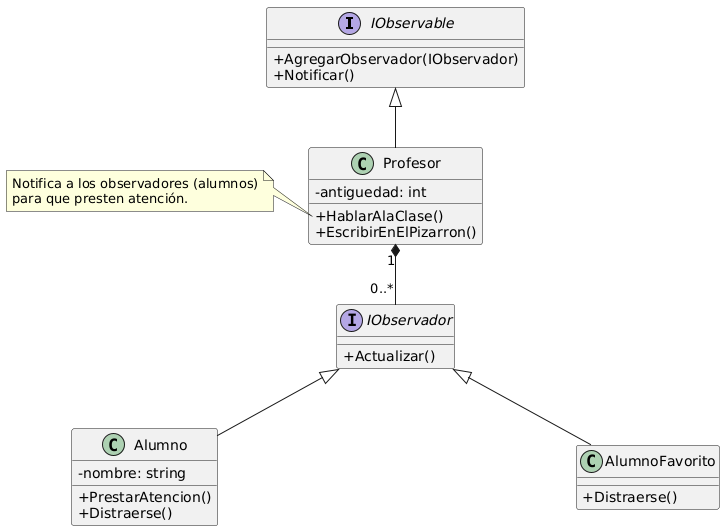 I IObservable
+AgregarObservador(IObservador)
+Notificar()
C Profesor
-antiguedad: int
+HablarAlaClase()
+EscribirEnElPizarron()
Notifica a los observadores (alumnos)
para que presten atención.
1
0..*
I IObservador
+Actualizar()
C Alumno
-nombre: string
+PrestarAtencion()
+Distraerse()
C AlumnoFavorito
+Distraerse()